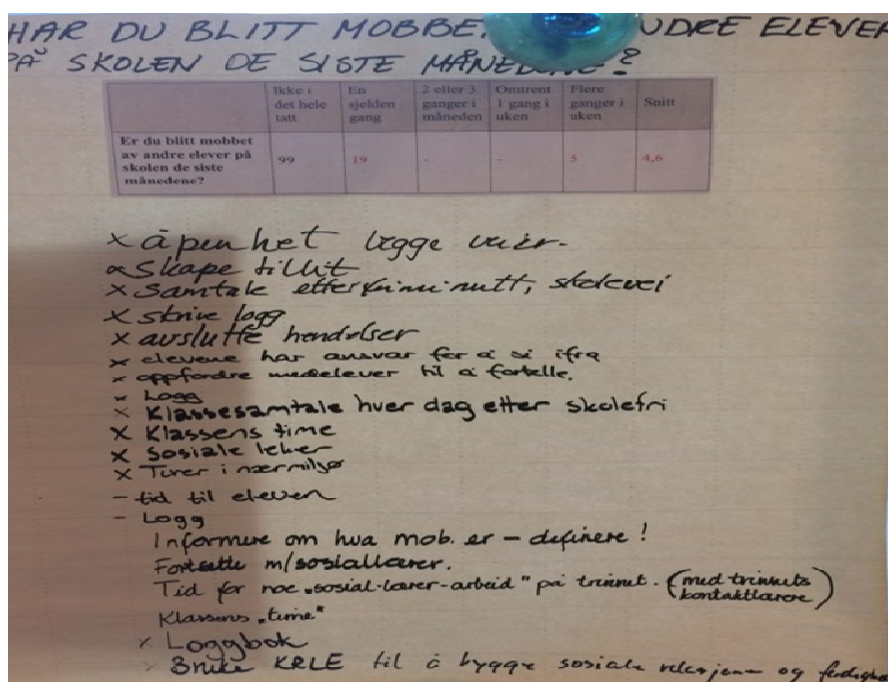 HAR DU BLITT MOBBET ANDRE ELEVER
PÅ SKOLEN DE SISTE MÅNEDENE?
Ikke i det hele tatt En sjelden gang 2 eller 3 ganger i måneden Omtrent 1 gang i uken Flere ganger i uken Snitt
Er du blitt mobbet av andre elever på skolen de siste månedene? 99 19 - - 5 4,6
x åpenhet legge
x Skape tillit
x Samtale etter friminutt, skolevei
x skrive logg
x avslutte hendelser
x elevene har ansvar for å si ifra
x oppfordre medelever til å fortelle.
x Logg
x Klassesamtale hver dag etter skolefri
x Klassens time
x Sosiale leker
x Turer i nærmiljø
- tid til eleven
- Logg
Informere om hva mob. er - definere!
Fortsette m/sosiallærer.
Tid for noe „sosial-lærer-arbeid" på trinnet. (med trinnets kontaktlærere)
Klassens „time"
x Loggbok
x Bruke KRLE til å bygge sosiale relasjoner og